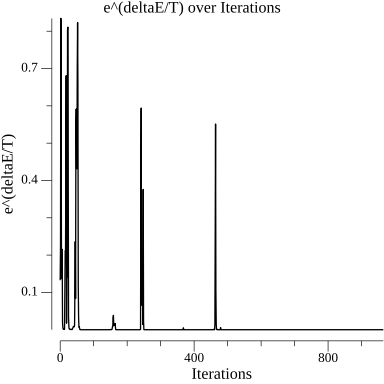 e^(deltaE/T) over Iterations
e^(deltaE/T)
0.7
0.4
0.1
0
400
800
Iterations